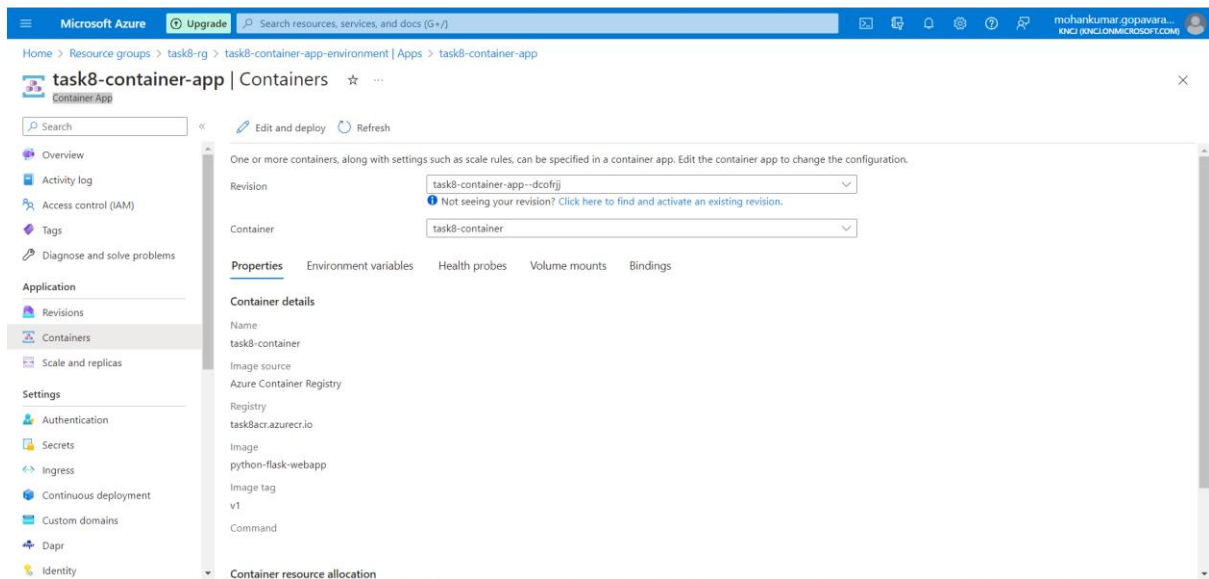 Microsoft Azure
Upgrade
Search resources, services, and docs (G+/)
mohankumar.gopavara...
KNCJ (KNCJ.ONMICROSOFT.COM)
Home > Resource groups > task8-rg > task8-container-app-environment | Apps > task8-container-app
task8-container-app | Containers
Container App
Search
Edit and deploy
Refresh
Overview
Activity log
Access control (IAM)
Tags
Diagnose and solve problems
Application
Revisions
Containers
Scale and replicas
Settings
Authentication
Secrets
Ingress
Continuous deployment
Custom domains
Dapr
Identity
One or more containers, along with settings such as scale rules, can be specified in a container app. Edit the container app to change the configuration.
Revision
task8-container-app--dcofrjj
Not seeing your revision? Click here to find and activate an existing revision.
Container
task8-container
Properties
Environment variables
Health probes
Volume mounts
Bindings
Container details
Name
task8-container
Image source
Azure Container Registry
Registry
task8acr.azurecr.io
Image
python-flask-webapp
Image tag
v1
Command
Container resource allocation